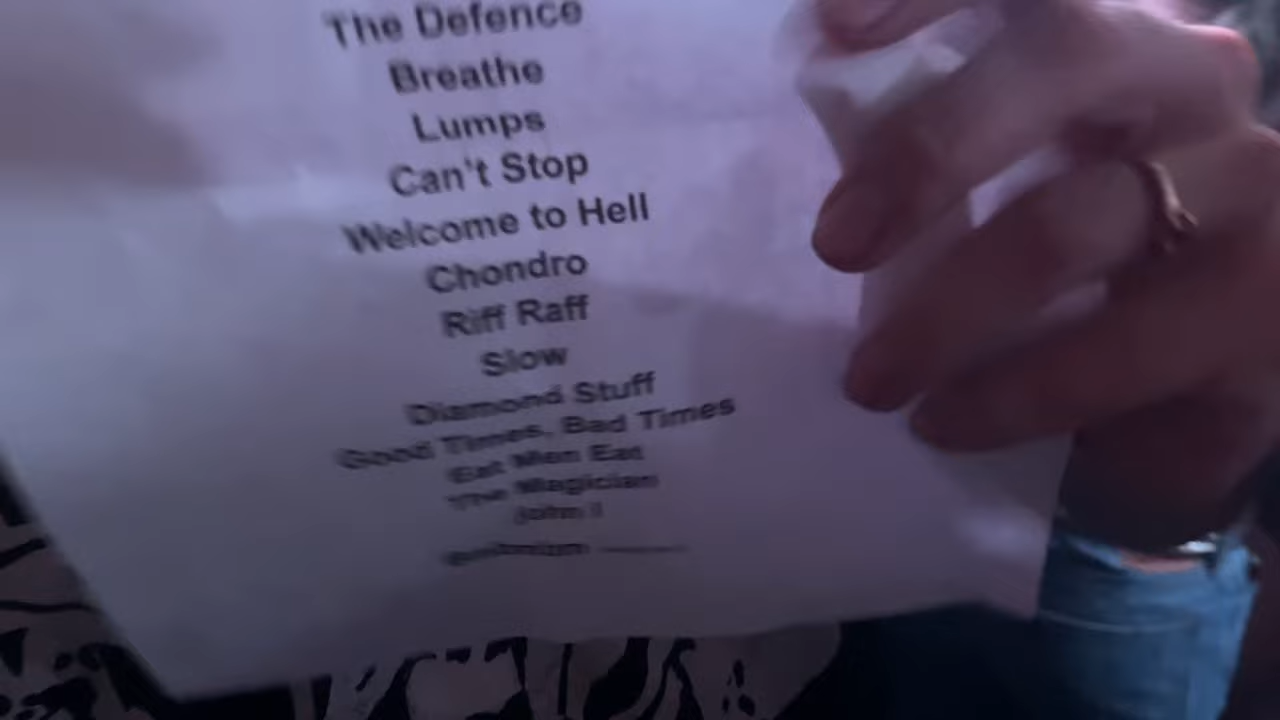 The Defence
Breathe
Lumps
Can't Stop
Welcome to Hell
Chondro
Riff Raff
Slow
Diamond Stuff
Good Times, Bad Times
Eat Men Eat
The Magician
John L